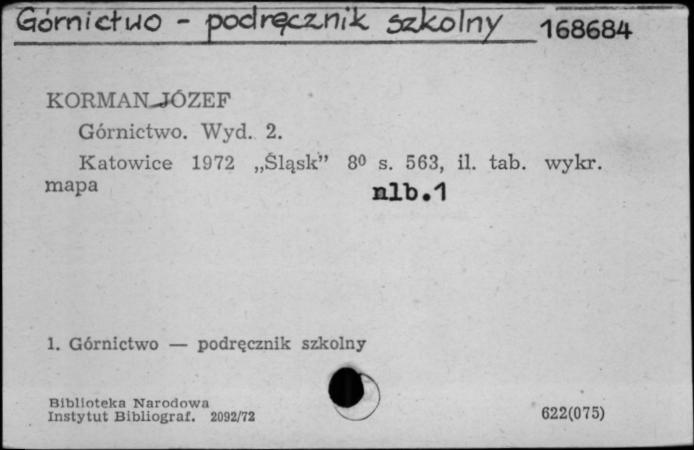 Górnictwo - podręcznik szkolny 168684
KORMAN JÓZEF
Górnictwo. Wyd. 2.
Katowice 1972 „Śląsk” 8⁰ s. 563, il. tab. wykr.
mapa nlb.1
1. Górnictwo — podręcznik szkolny
Biblioteka Narodowa
Instytut Bibliograf. 2092/72 622(075)